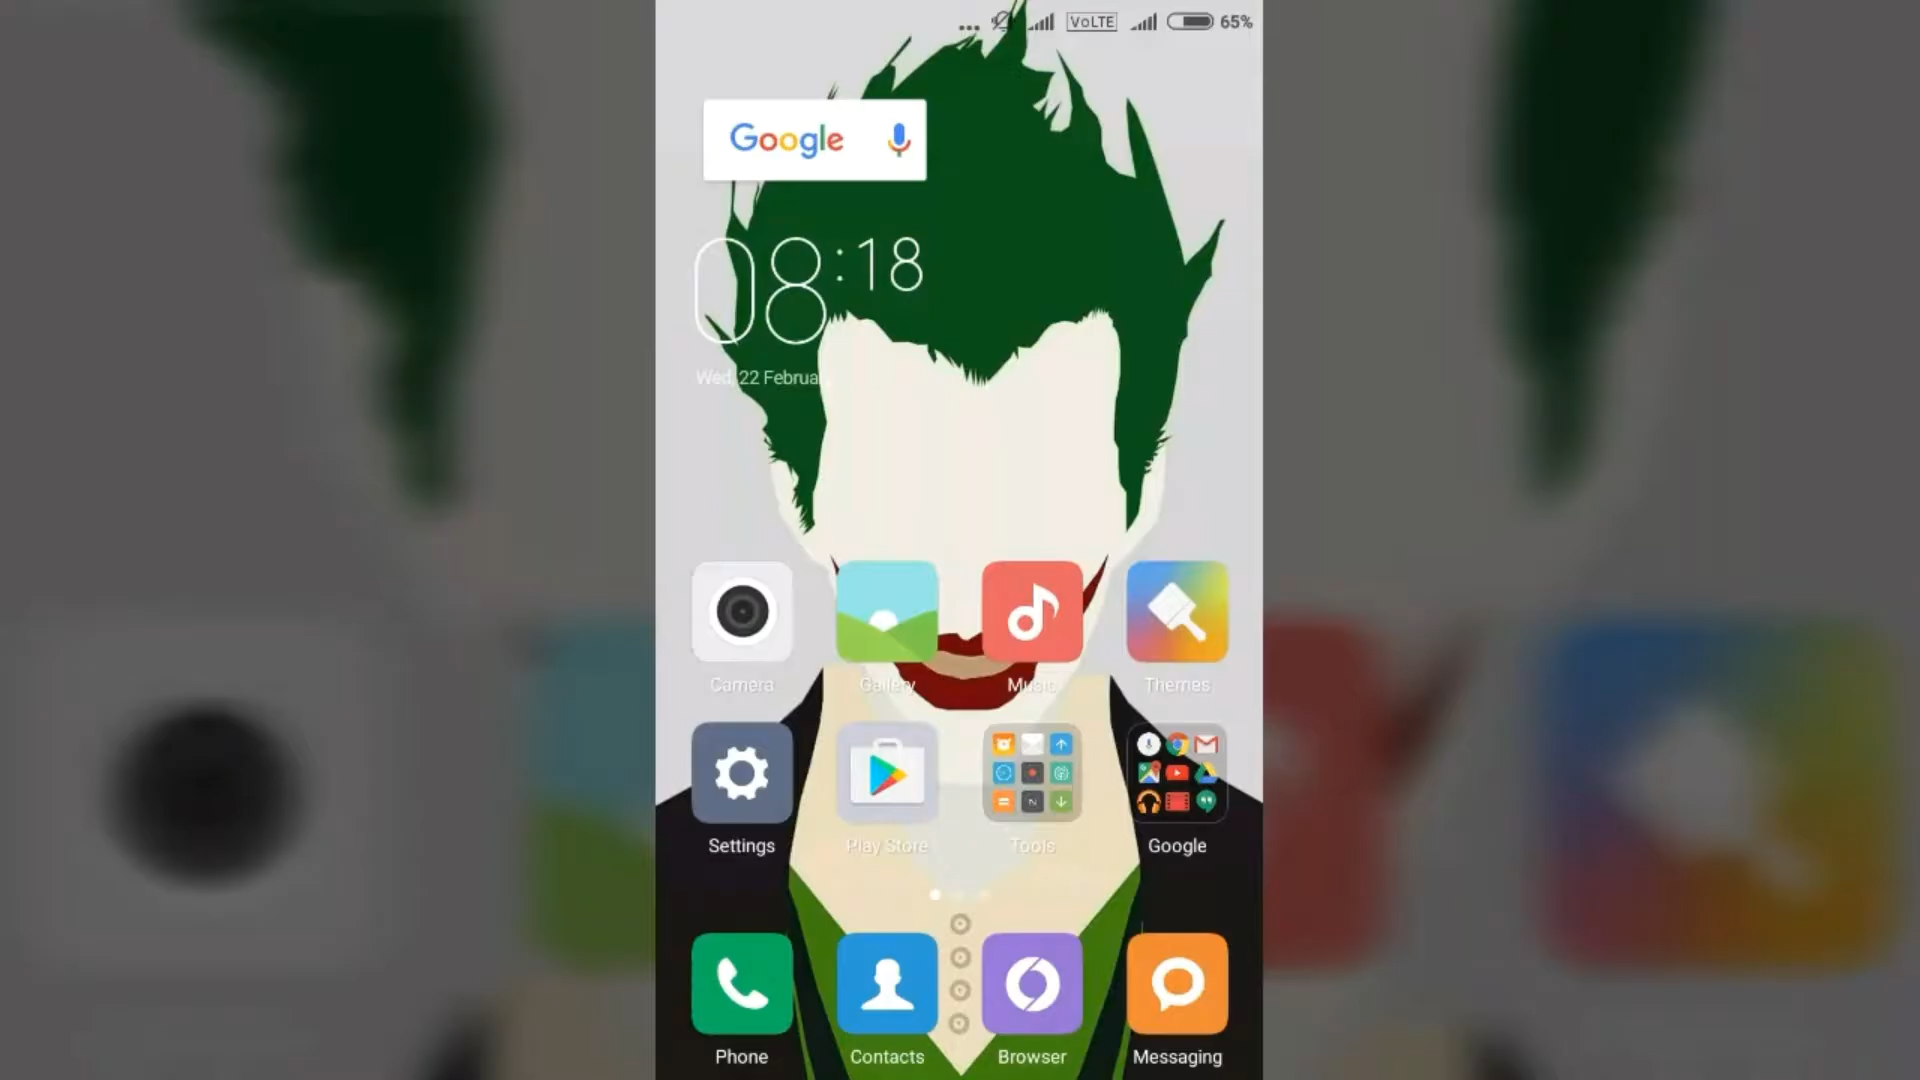 VoLTE 65%
Google
08:18
Wed, 22 February
Camera Gallery Music Themes
Settings Play Store Tools Google
Phone Contacts Browser Messaging